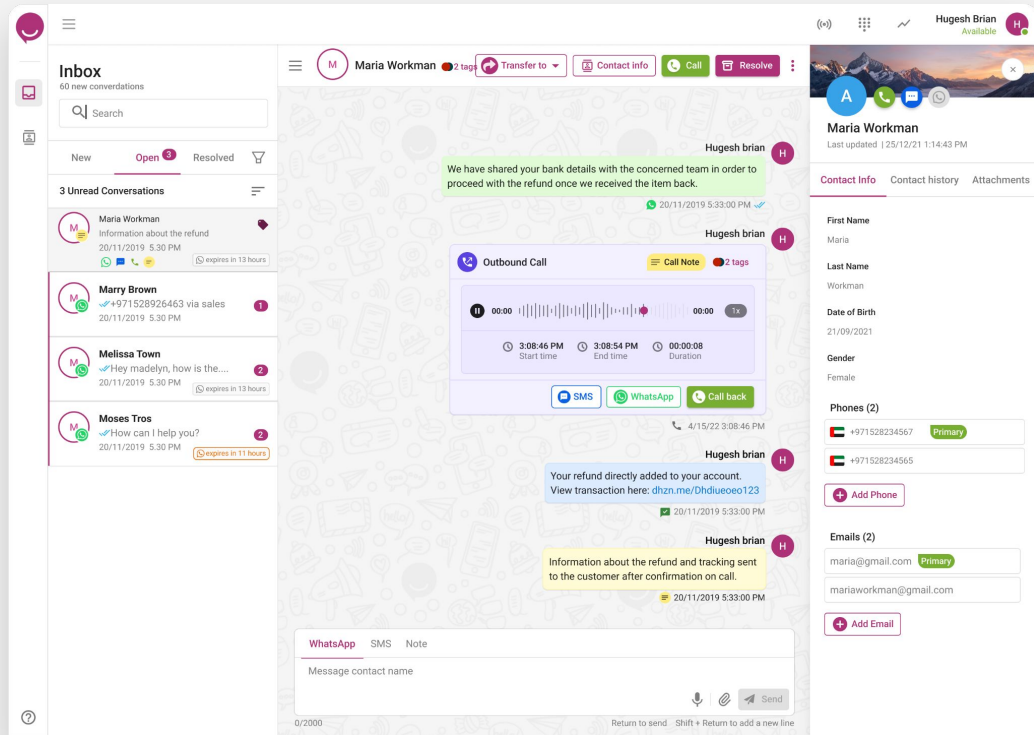 Hugesh Brian
Available
H
Inbox
60 new converdations
Search
New
Open 3
Resolved
3 Unread Conversations
M
Maria Workman
Information about the refund
20/11/2019 5.30 PM
expires in 13 hours
M
Marry Brown
+971528926463 via sales
1
20/11/2019 5.30 PM
M
Melissa Town
Hey madelyn, how is the....
2
20/11/2019 5.30 PM
expires in 13 hours
M
Moses Tros
How can I help you?
2
20/11/2019 5.30 PM
expires in 11 hours
M
Maria Workman
2 tags
Transfer to
Contact info
Call
Resolve
Hugesh brian
H
We have shared your bank details with the concerned team in order to
proceed with the refund once we received the item back.
20/11/2019 5:33:00 PM
Hugesh brian
H
Outbound Call
Call Note
2 tags
00:00
00:00
1x
3:08:46 PM
Start time
3:08:54 PM
End time
00:00:08
Duration
SMS
WhatsApp
Call back
4/15/22 3:08:46 PM
Hugesh brian
H
Your refund directly added to your account.
View transaction here: dhzn.me/Dhdiueoeo123
20/11/2019 5:33:00 PM
Hugesh brian
H
Information about the refund and tracking sent
to the customer after confirmation on call.
20/11/2019 5:33:00 PM
WhatsApp SMS Note
Message contact name
Send
0/2000
Return to send Shift + Return to add a new line
A
Maria Workman
Last updated | 25/12/21 1:14:43 PM
Contact Info Contact history Attachments
First Name
Maria
Last Name
Workman
Date of Birth
21/09/2021
Gender
Female
Phones (2)
+971528234567 Primary
+971528234565
Add Phone
Emails (2)
maria@gmail.com Primary
mariaworkman@gmail.com
Add Email